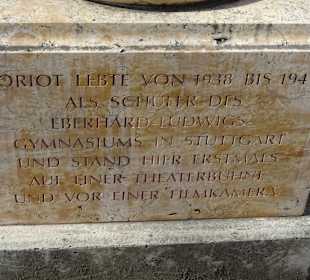 ORIOT LEBTE VON 1938 BIS 194
ALS SCHÜLER DES
EBERHARD-LUDWIGS-
GYMNASIUMS IN STUTTGART
UND STAND HIER ERSTMALS
AUF EINER THEATERBÜHNE
UND VOR EINER FILMKAMERA